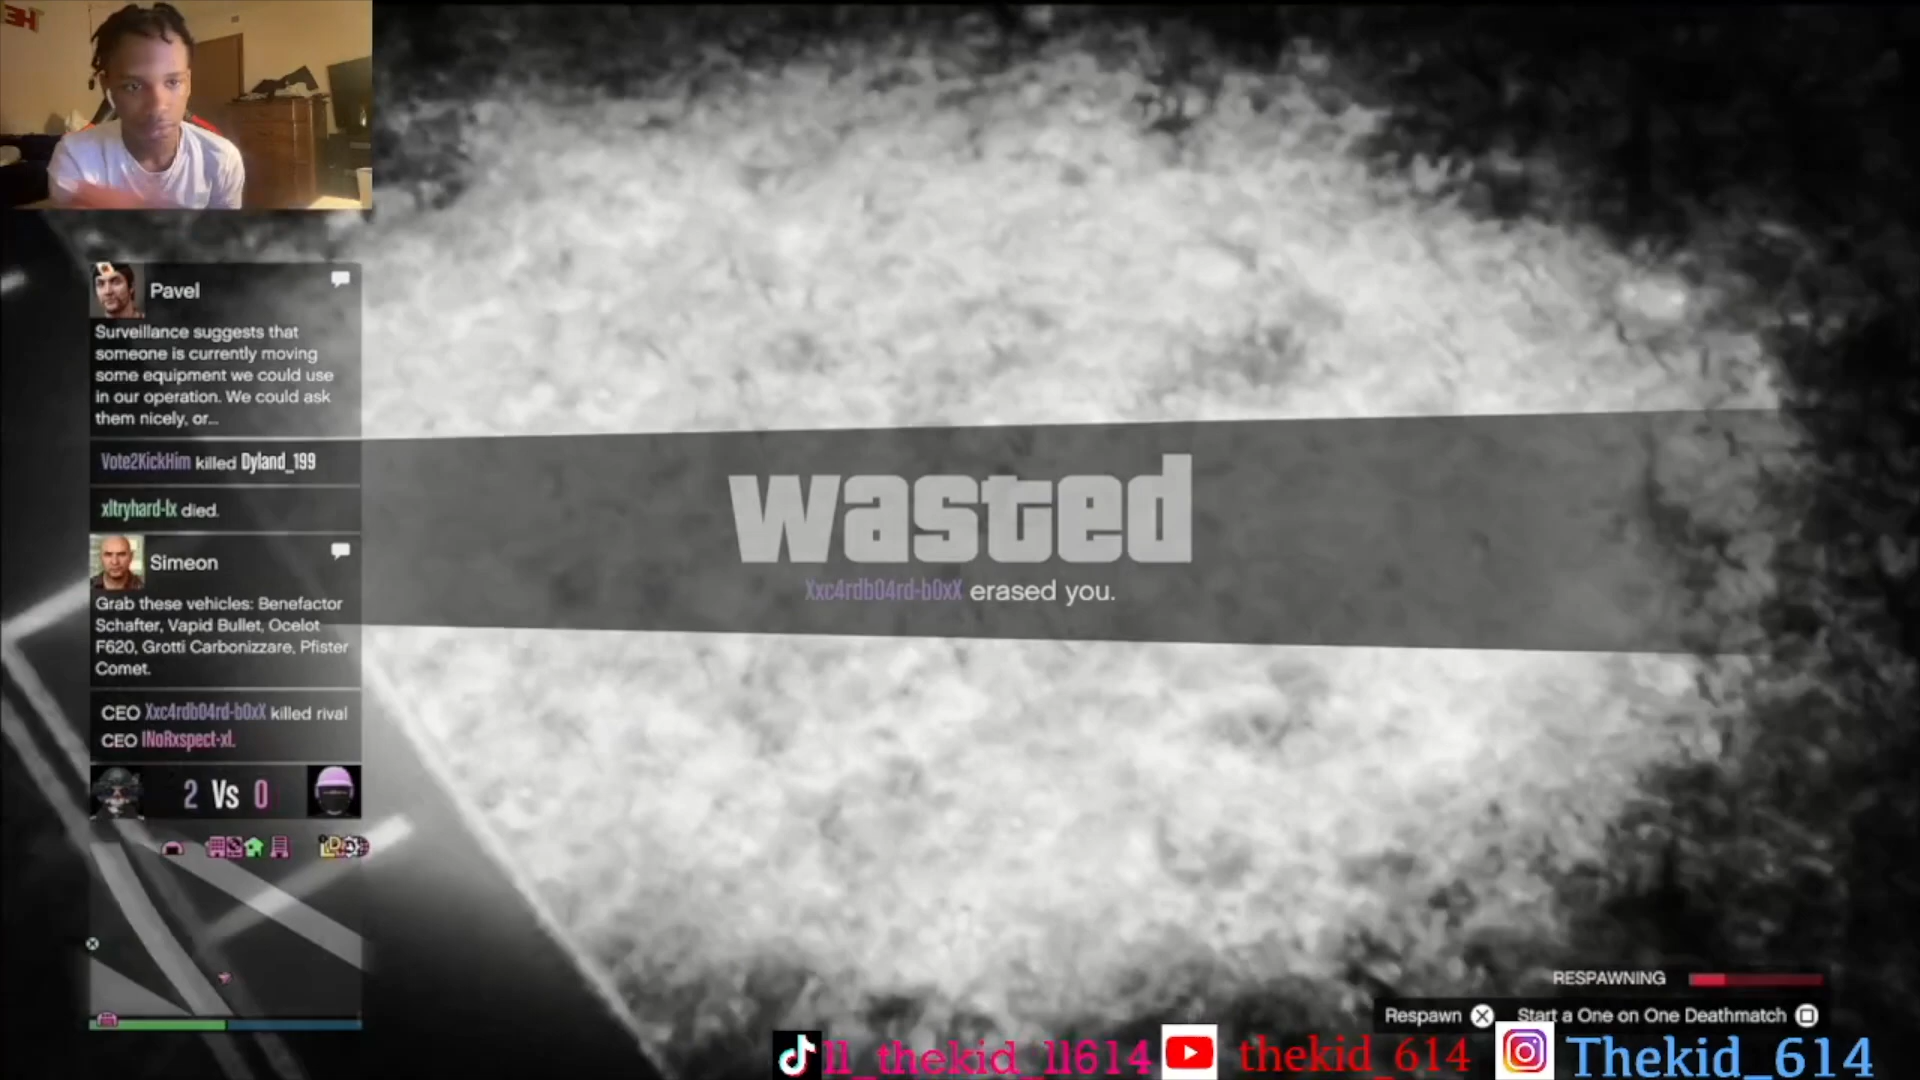 Pavel
Surveillance suggests that
someone is currently moving
some equipment we could use
in our operation. We could ask
them nicely, or...
Vote2KickHim killed Dyland_199
xltryhard-lx died.
Simeon
Grab these vehicles: Benefactor
Schafter, Vapid Bullet, Ocelot
F620, Grotti Carbonizzare, Pfister
Comet.
CEO Xxc4rdb04rd-b0xX killed rival
CEO INoRxspect-xl.
2 Vs 0
wasted
Xxc4rdb04rd-b0xX erased you.
RESPAWNING
Respawn Start a One on One Deathmatch
ll_thekid_ll614 thekid_614 Thekid_614